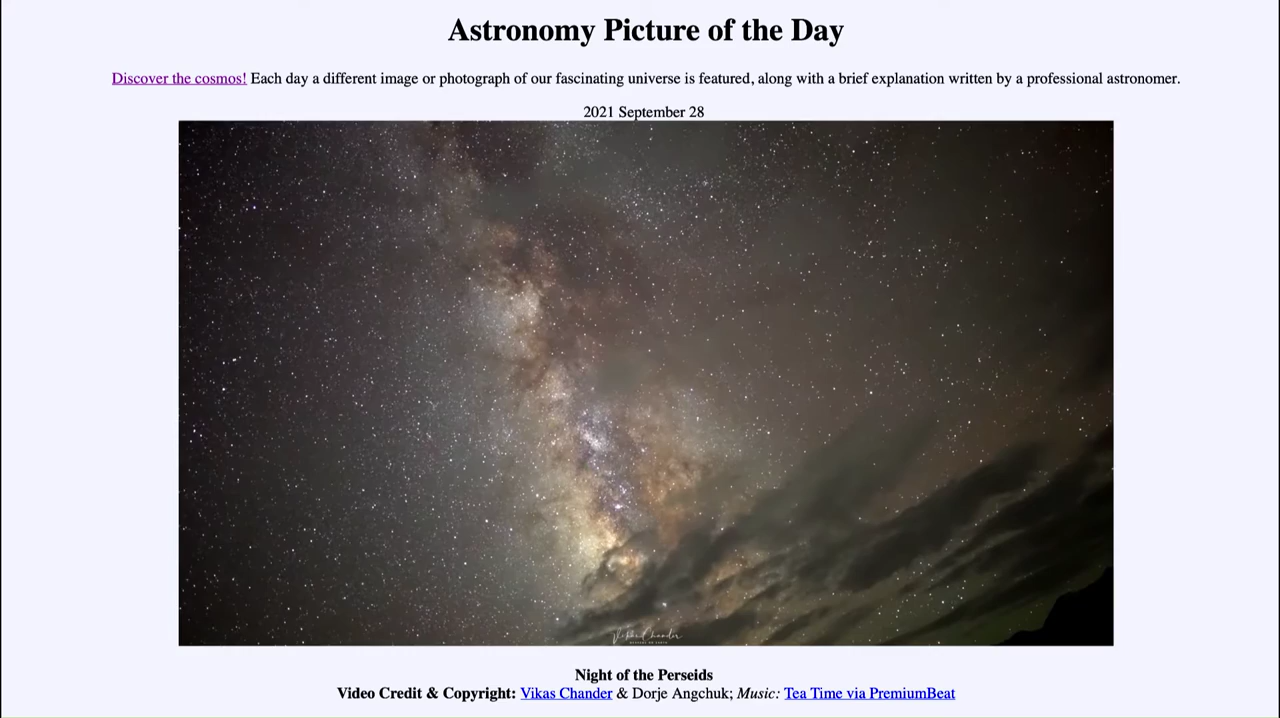 Astronomy Picture of the Day
Discover the cosmos! Each day a different image or photograph of our fascinating universe is featured, along with a brief explanation written by a professional astronomer.
2021 September 28
Vikas Chander
Night of the Perseids
Video Credit & Copyright: Vikas Chander & Dorje Angchuk; Music: Tea Time via PremiumBeat